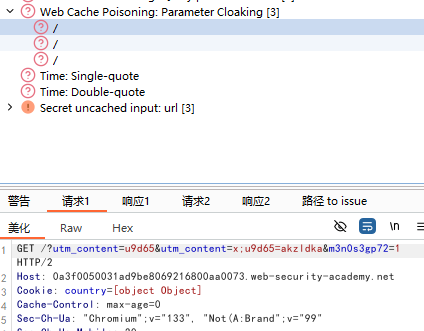 Web Cache Poisoning: Parameter Cloaking [3]
/
/
/
Time: Single-quote
Time: Double-quote
Secret uncached input: url [3]
警告 请求1 响应1 请求2 响应2 路径 to issue
美化 Raw Hex \n
1 GET /?utm_content=u9d65&utm_content=x;u9d65=akzldka&m3n0s3gp72=1
HTTP/2
2 Host: 0a3f0050031ad9be8069216800aa0073.web-security-academy.net
3 Cookie: country=[object Object]
4 Cache-Control: max-age=0
5 Sec-Ch-Ua: "Chromium";v="133", "Not(A:Brand";v="99"